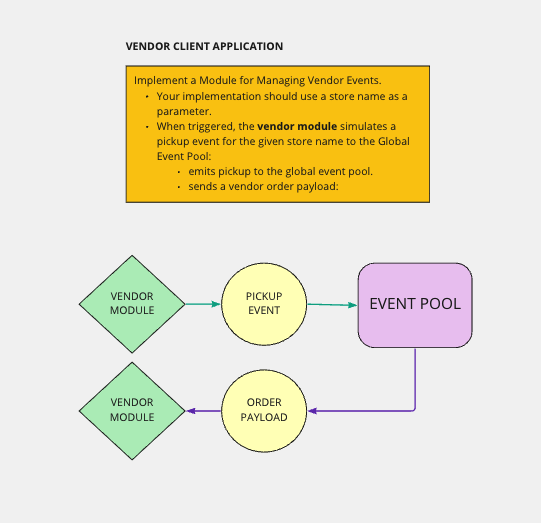 VENDOR CLIENT APPLICATION
Implement a Module for Managing Vendor Events.
• Your implementation should use a store name as a
parameter.
• When triggered, the vendor module simulates a
pickup event for the given store name to the Global
Event Pool:
• emits pickup to the global event pool.
• sends a vendor order payload:
VENDOR
MODULE
PICKUP
EVENT
EVENT POOL
VENDOR
MODULE
ORDER
PAYLOAD